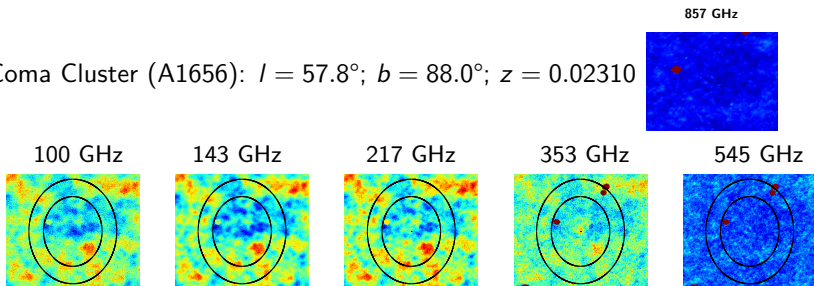 857 GHz
Coma Cluster (A1656): l = 57.8°; b = 88.0°; z = 0.02310
100 GHz 143 GHz 217 GHz 353 GHz 545 GHz